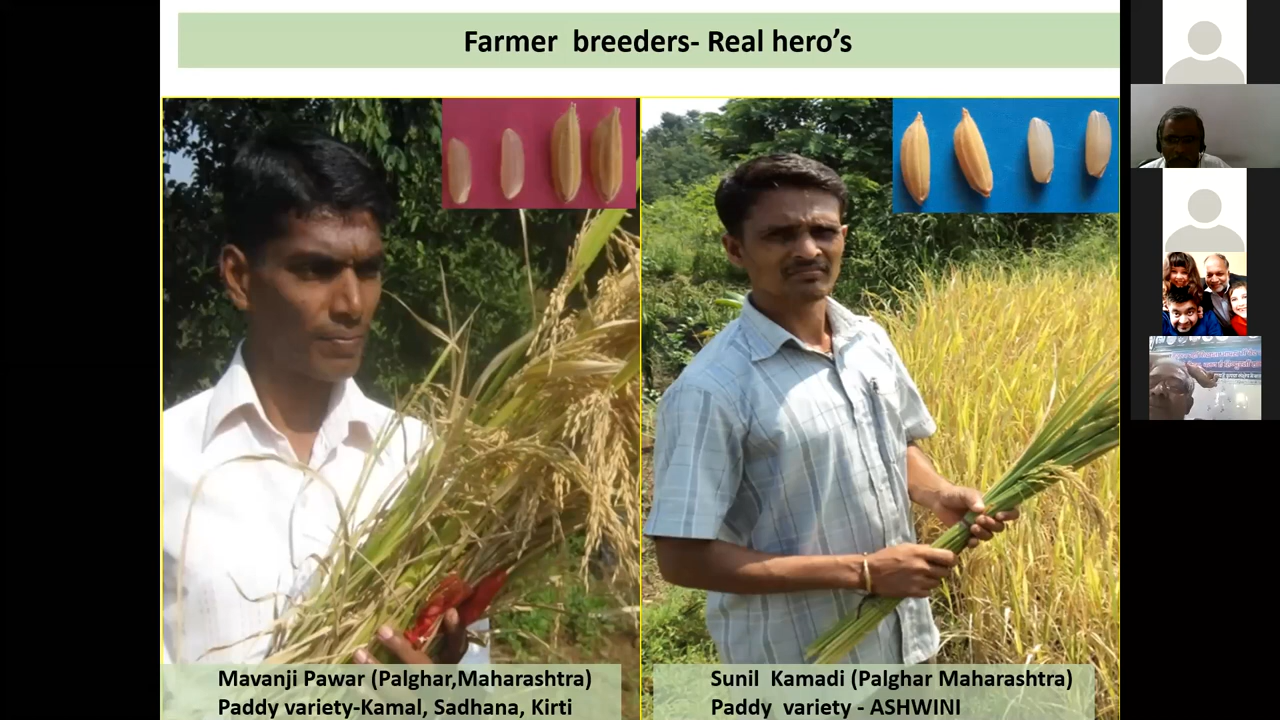 Farmer breeders- Real hero's
Mavanji Pawar (Palghar,Maharashtra)
Paddy variety-Kamal, Sadhana, Kirti
Sunil Kamadi (Palghar Maharashtra)
Paddy variety - ASHWINI